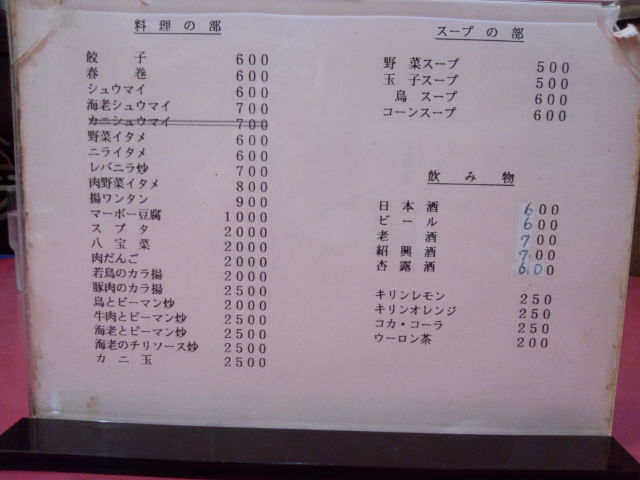 料理の部
餃子 600
春巻 600
シュウマイ 600
海老シュウマイ 700
カニシュウマイ 700
野菜イタメ 600
ニライタメ 600
レバニラ炒 700
肉野菜イタメ 800
揚ワンタン 900
マーボー豆腐 1000
スブタ 2000
八宝菜 2000
肉だんご 2000
若鳥のカラ揚 2000
豚肉のカラ揚 2500
鳥とピーマン炒 2000
牛肉とピーマン炒 2500
海老とピーマン炒 2500
海老のチリソース炒 2500
カニ玉 2500
スープの部
野菜スープ 500
玉子スープ 500
鳥スープ 600
コーンスープ 600
飲み物
日本酒 600
ビール 600
老酒 700
紹興酒 700
杏露酒 600
キリンレモン 250
キリンオレンジ 250
コカ・コーラ 250
ウーロン茶 200